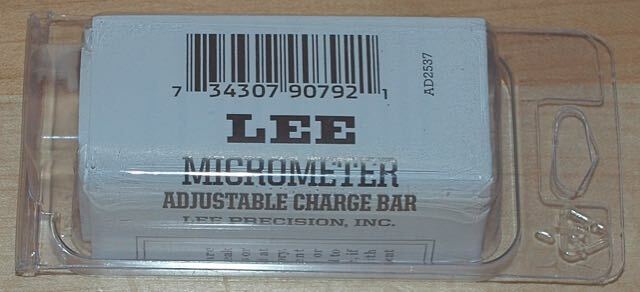 7 34307 90792 1
AD2537
LEE
MICROMETER
ADJUSTABLE CHARGE BAR
LEE PRECISION, INC.